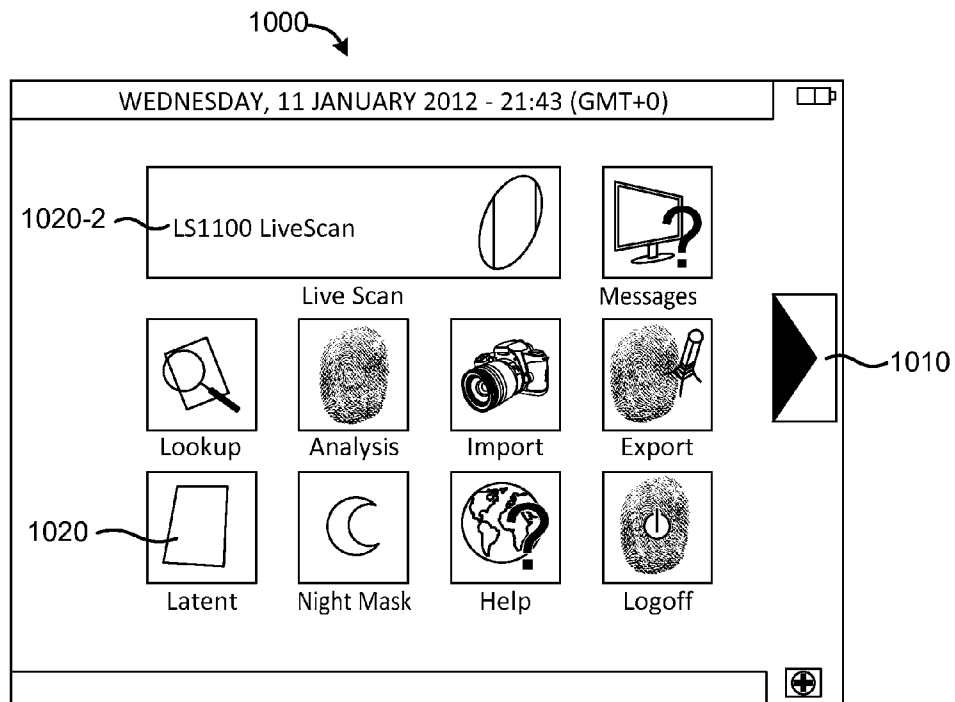 1000
WEDNESDAY, 11 JANUARY 2012 - 21:43 (GMT+0)
1020-2
LS1100 LiveScan
Live Scan
Messages
1010
Lookup
Analysis
Import
Export
1020
Latent
Night Mask
Help
Logoff